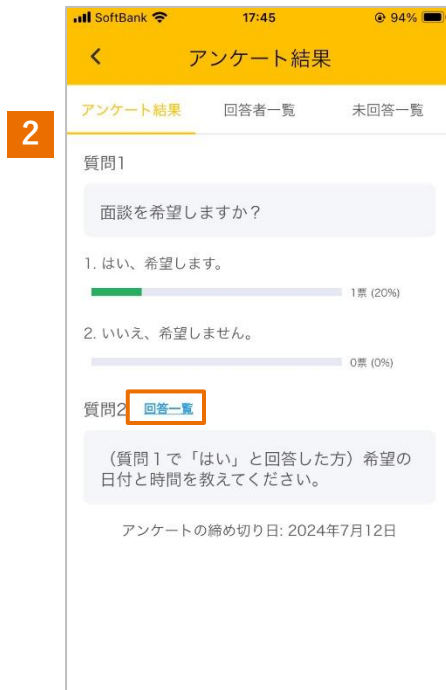 SoftBank 17:45 94%
アンケート結果
アンケート結果 回答者一覧 未回答一覧
2
質問1
面談を希望しますか？
1. はい、希望します。
1票 (20%)
2. いいえ、希望しません。
0票 (0%)
質問2 回答一覧
（質問１で「はい」と回答した方）希望の
日付と時間を教えてください。
アンケートの締め切り日: 2024年7月12日